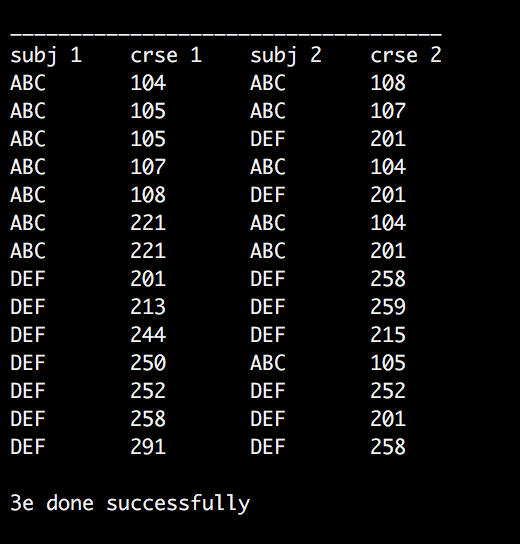 ____________________________________
subj 1    crse 1    subj 2    crse 2
ABC       104       ABC       108
ABC       105       ABC       107
ABC       105       DEF       201
ABC       107       ABC       104
ABC       108       DEF       201
ABC       221       ABC       104
ABC       221       ABC       201
DEF       201       DEF       258
DEF       213       DEF       259
DEF       244       DEF       215
DEF       250       ABC       105
DEF       252       DEF       252
DEF       258       DEF       201
DEF       291       DEF       258
3e done successfully